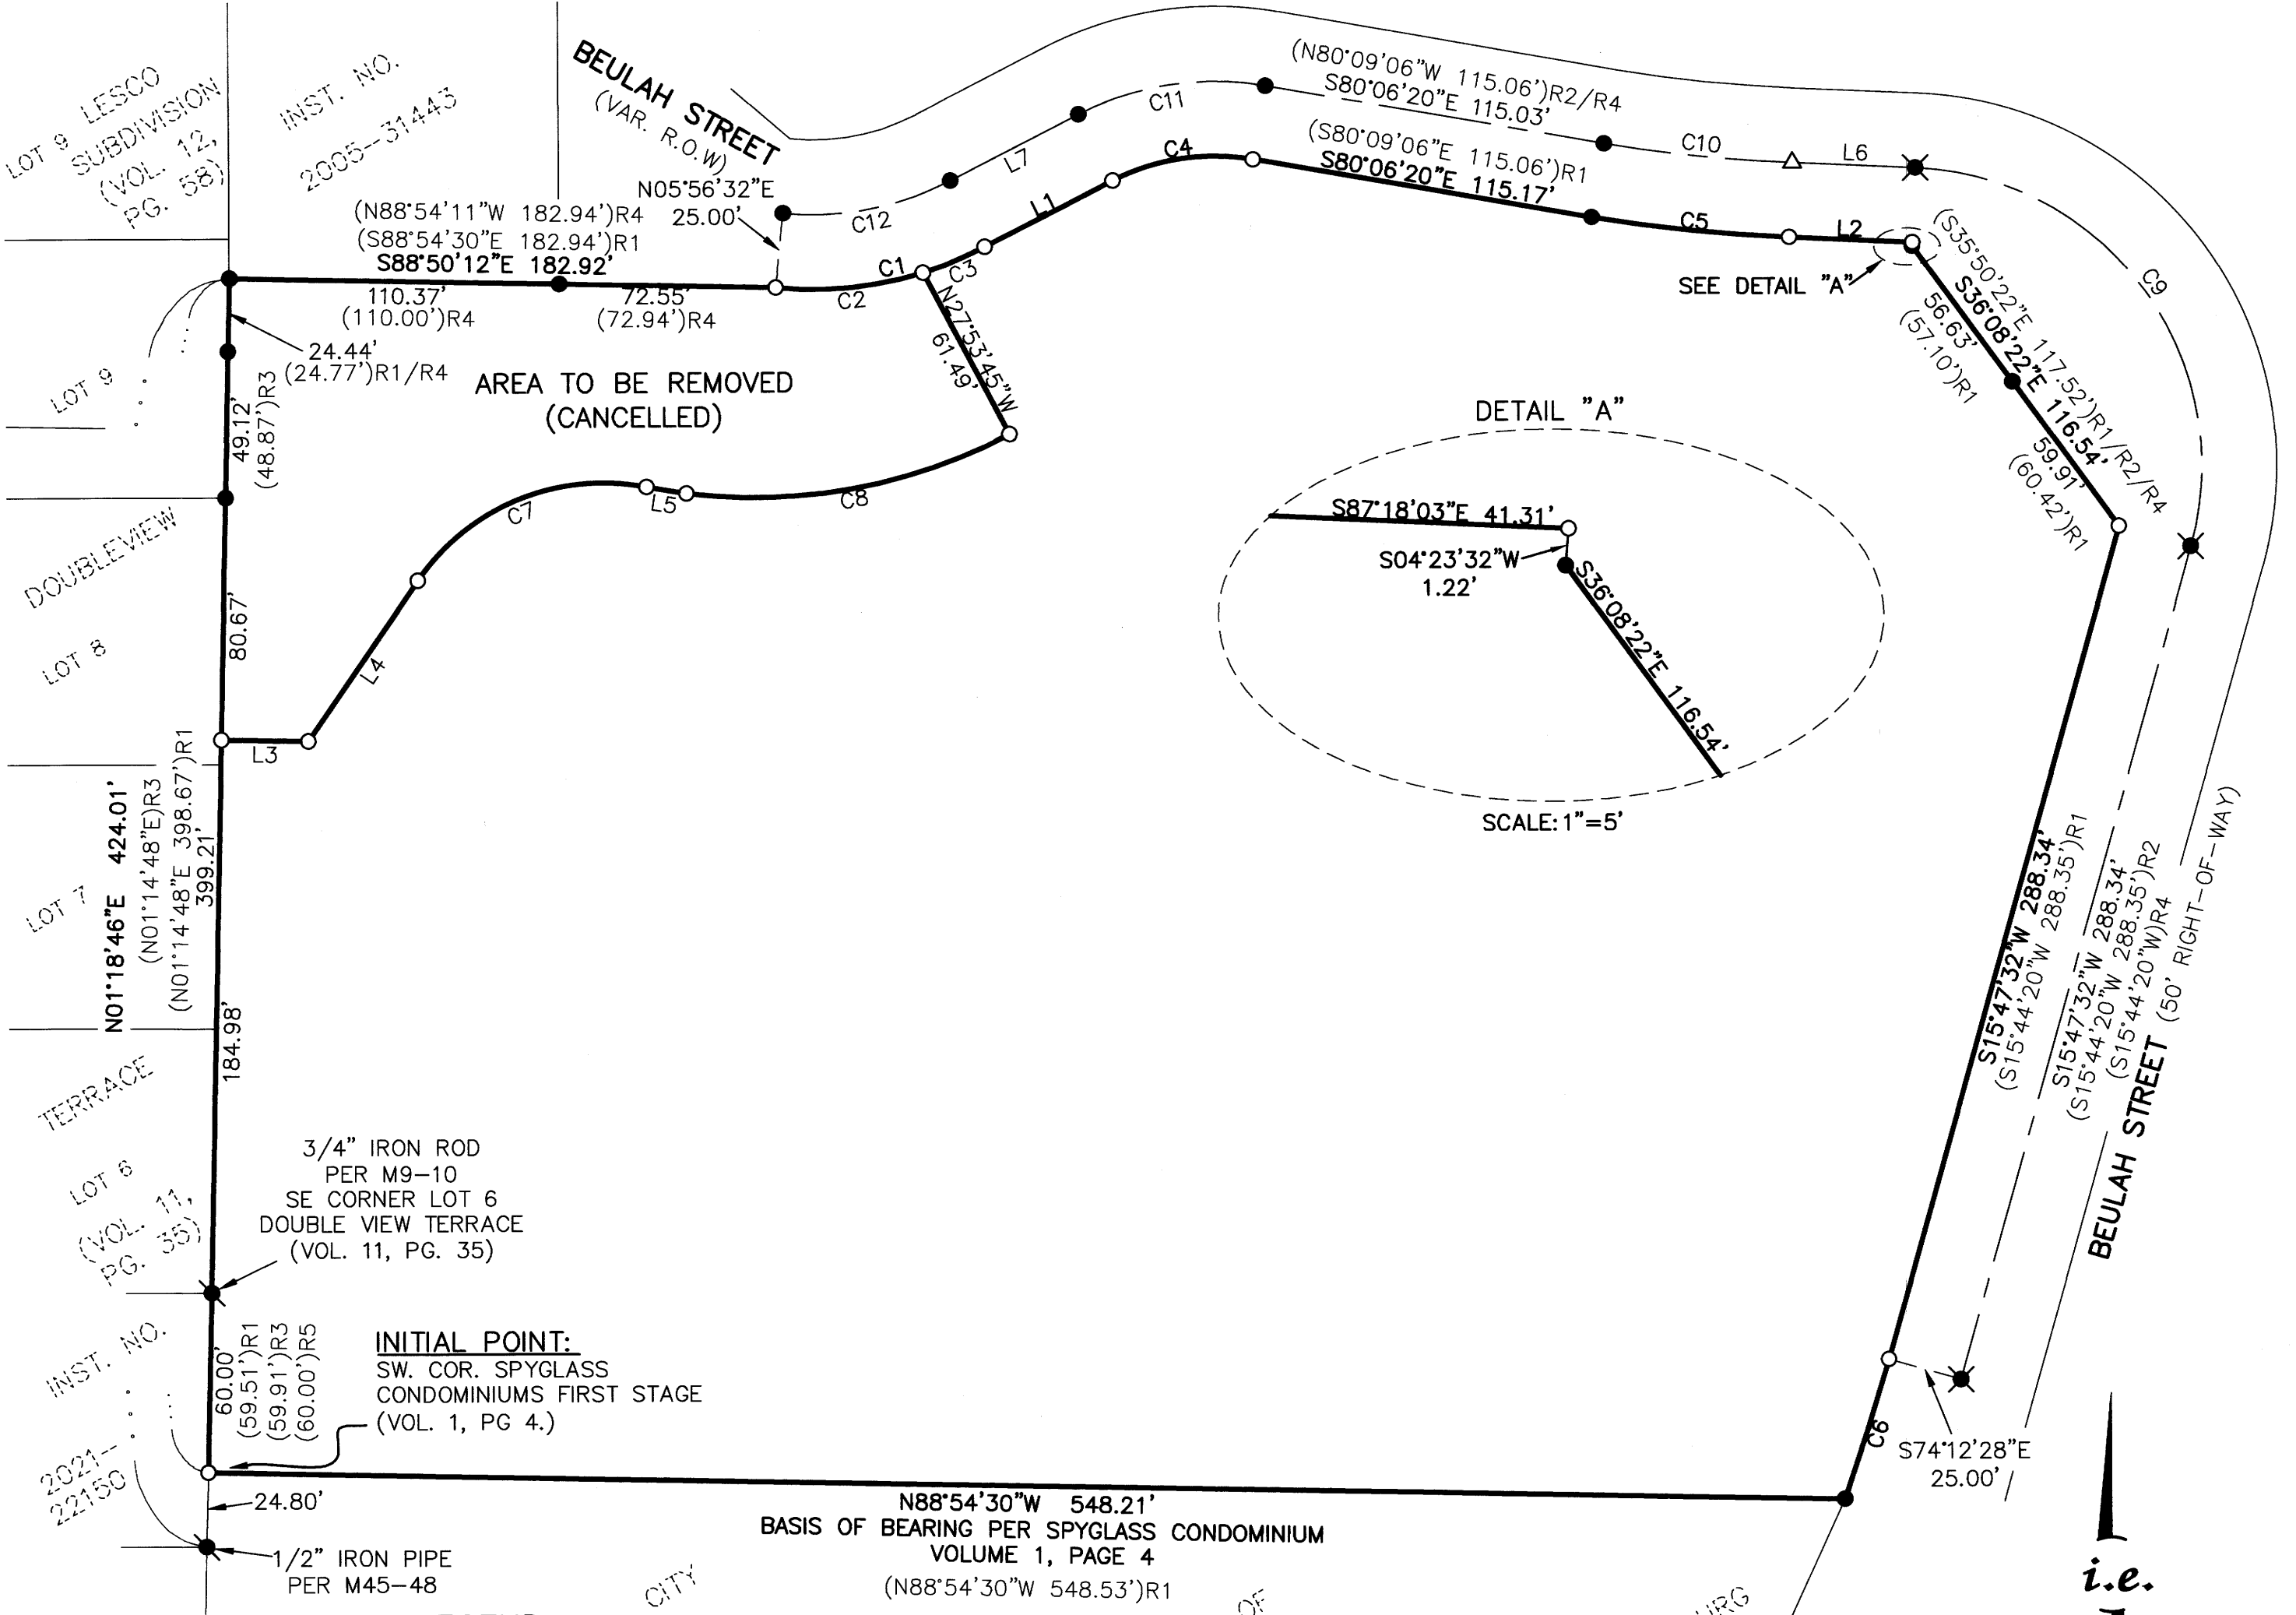 LOT 9 LESCO
SUBDIVISION
(VOL. 12,
PG. 58)
INST. NO.
2005-31443
BEULAH STREET
(VAR. R.O.W)
N05°56'32"E
25.00'
(N88°54'11"W 182.94')R4
(S88°54'30"E 182.94')R1
S88°50'12"E 182.92'
110.37'
(110.00')R4
72.55'
(72.94')R4
24.44'
(24.77')R1/R4
AREA TO BE REMOVED
(CANCELLED)
C12
L7
C11
(N80°09'06"W 115.06')R2/R4
S80°06'20"E 115.03'
C10
L6
C9
C1
C2
C3
L1
C4
(S80°09'06"E 115.06')R1
S80°06'20"E 115.17'
C5
L2
SEE DETAIL "A"
N27°53'45"W
61.49'
(S35°50'22"E 117.52')R1/R2/R4
S36°08'22"E 116.54'
56.63'
(57.10')R1
59.91'
(60.42')R1
LOT 9
49.12'
(48.87')R3
C7
L5
C8
DETAIL "A"
S87°18'03"E 41.31'
S04°23'32"W
1.22'
S36°08'22"E 116.54'
SCALE: 1"=5'
DOUBLEVIEW
LOT 8
80.67'
L4
L3
LOT 7
N01°18'46"E 424.01'
(N01°14'48"E)R3
(N01°14'48"E 398.67')R1
399.21'
184.98'
TERRACE
LOT 6
(VOL. 11,
PG. 35)
3/4" IRON ROD
PER M9-10
SE CORNER LOT 6
DOUBLE VIEW TERRACE
(VOL. 11, PG. 35)
S15°47'32"W 288.34'
(S15°44'20"W 288.35')R1
S15°47'32"W 288.34'
(S15°44'20"W 288.35')R2
(S15°44'20"W)R4
BEULAH STREET (50' RIGHT-OF-WAY)
INST. NO.
2021-
22150
60.00'
(59.51')R1
(59.91')R3
(60.00')R5
INITIAL POINT:
SW. COR. SPYGLASS
CONDOMINIUMS FIRST STAGE
(VOL. 1, PG 4.)
C6
S74°12'28"E
25.00'
24.80'
1/2" IRON PIPE
PER M45-48
N88°54'30"W 548.21'
BASIS OF BEARING PER SPYGLASS CONDOMINIUM
VOLUME 1, PAGE 4
(N88°54'30"W 548.53')R1
CITY
OF
i.e.